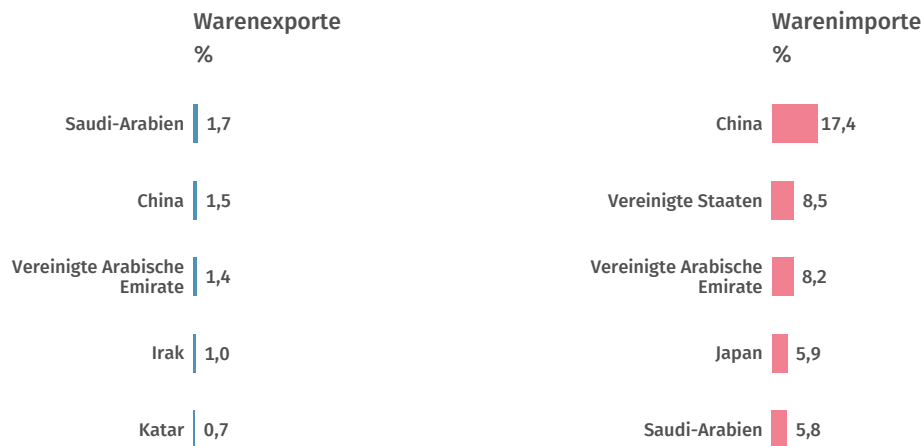 Warenexporte
%
Saudi-Arabien 1,7
China 1,5
Vereinigte Arabische
Emirate 1,4
Irak 1,0
Katar 0,7
Warenimporte
%
China 17,4
Vereinigte Staaten 8,5
Vereinigte Arabische
Emirate 8,2
Japan 5,9
Saudi-Arabien 5,8